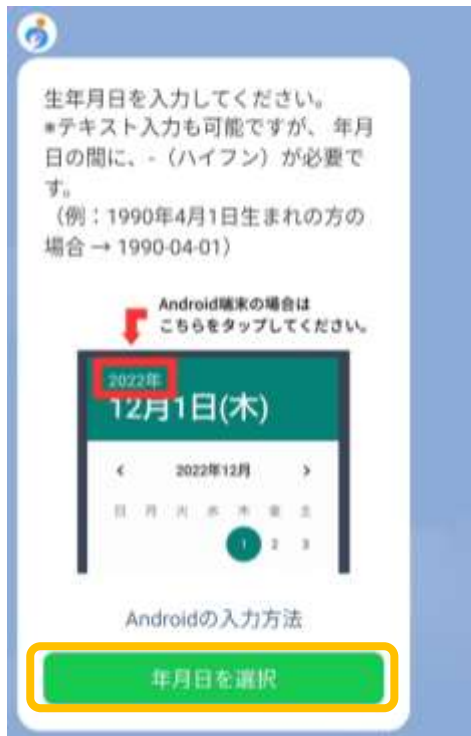 生年月日を入力してください。
*テキスト入力も可能ですが、年月
日の間に、-（ハイフン）が必要で
す。
（例：1990年4月1日生まれの方の
場合 → 1990-04-01）
Android端末の場合は
こちらをタップしてください。
2022年
12月1日(木)
< 2022年12月 >
日 月 火 水 木 金 土
1 2 3
Androidの入力方法
年月日を選択